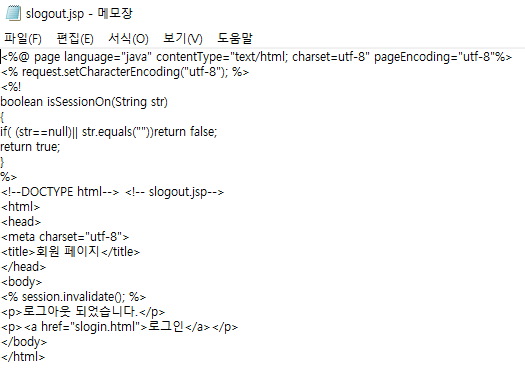 slogout.jsp - 메모장
파일(F) 편집(E) 서식(O) 보기(V) 도움말
<%@ page language="java" contentType="text/html; charset=utf-8" pageEncoding="utf-8"%>
<% request.setCharacterEncoding("utf-8"); %>
<%!
boolean isSessionOn(String str)
{
if( (str==null)|| str.equals(""))return false;
return true;
}
%>
<!--DOCTYPE html--> <!-- slogout.jsp-->
<html>
<head>
<meta charset="utf-8">
<title>회원 페이지</title>
</head>
<body>
<% session.invalidate(); %>
<p>로그아웃 되었습니다.</p>
<p><a href="slogin.html">로그인</a></p>
</body>
</html>